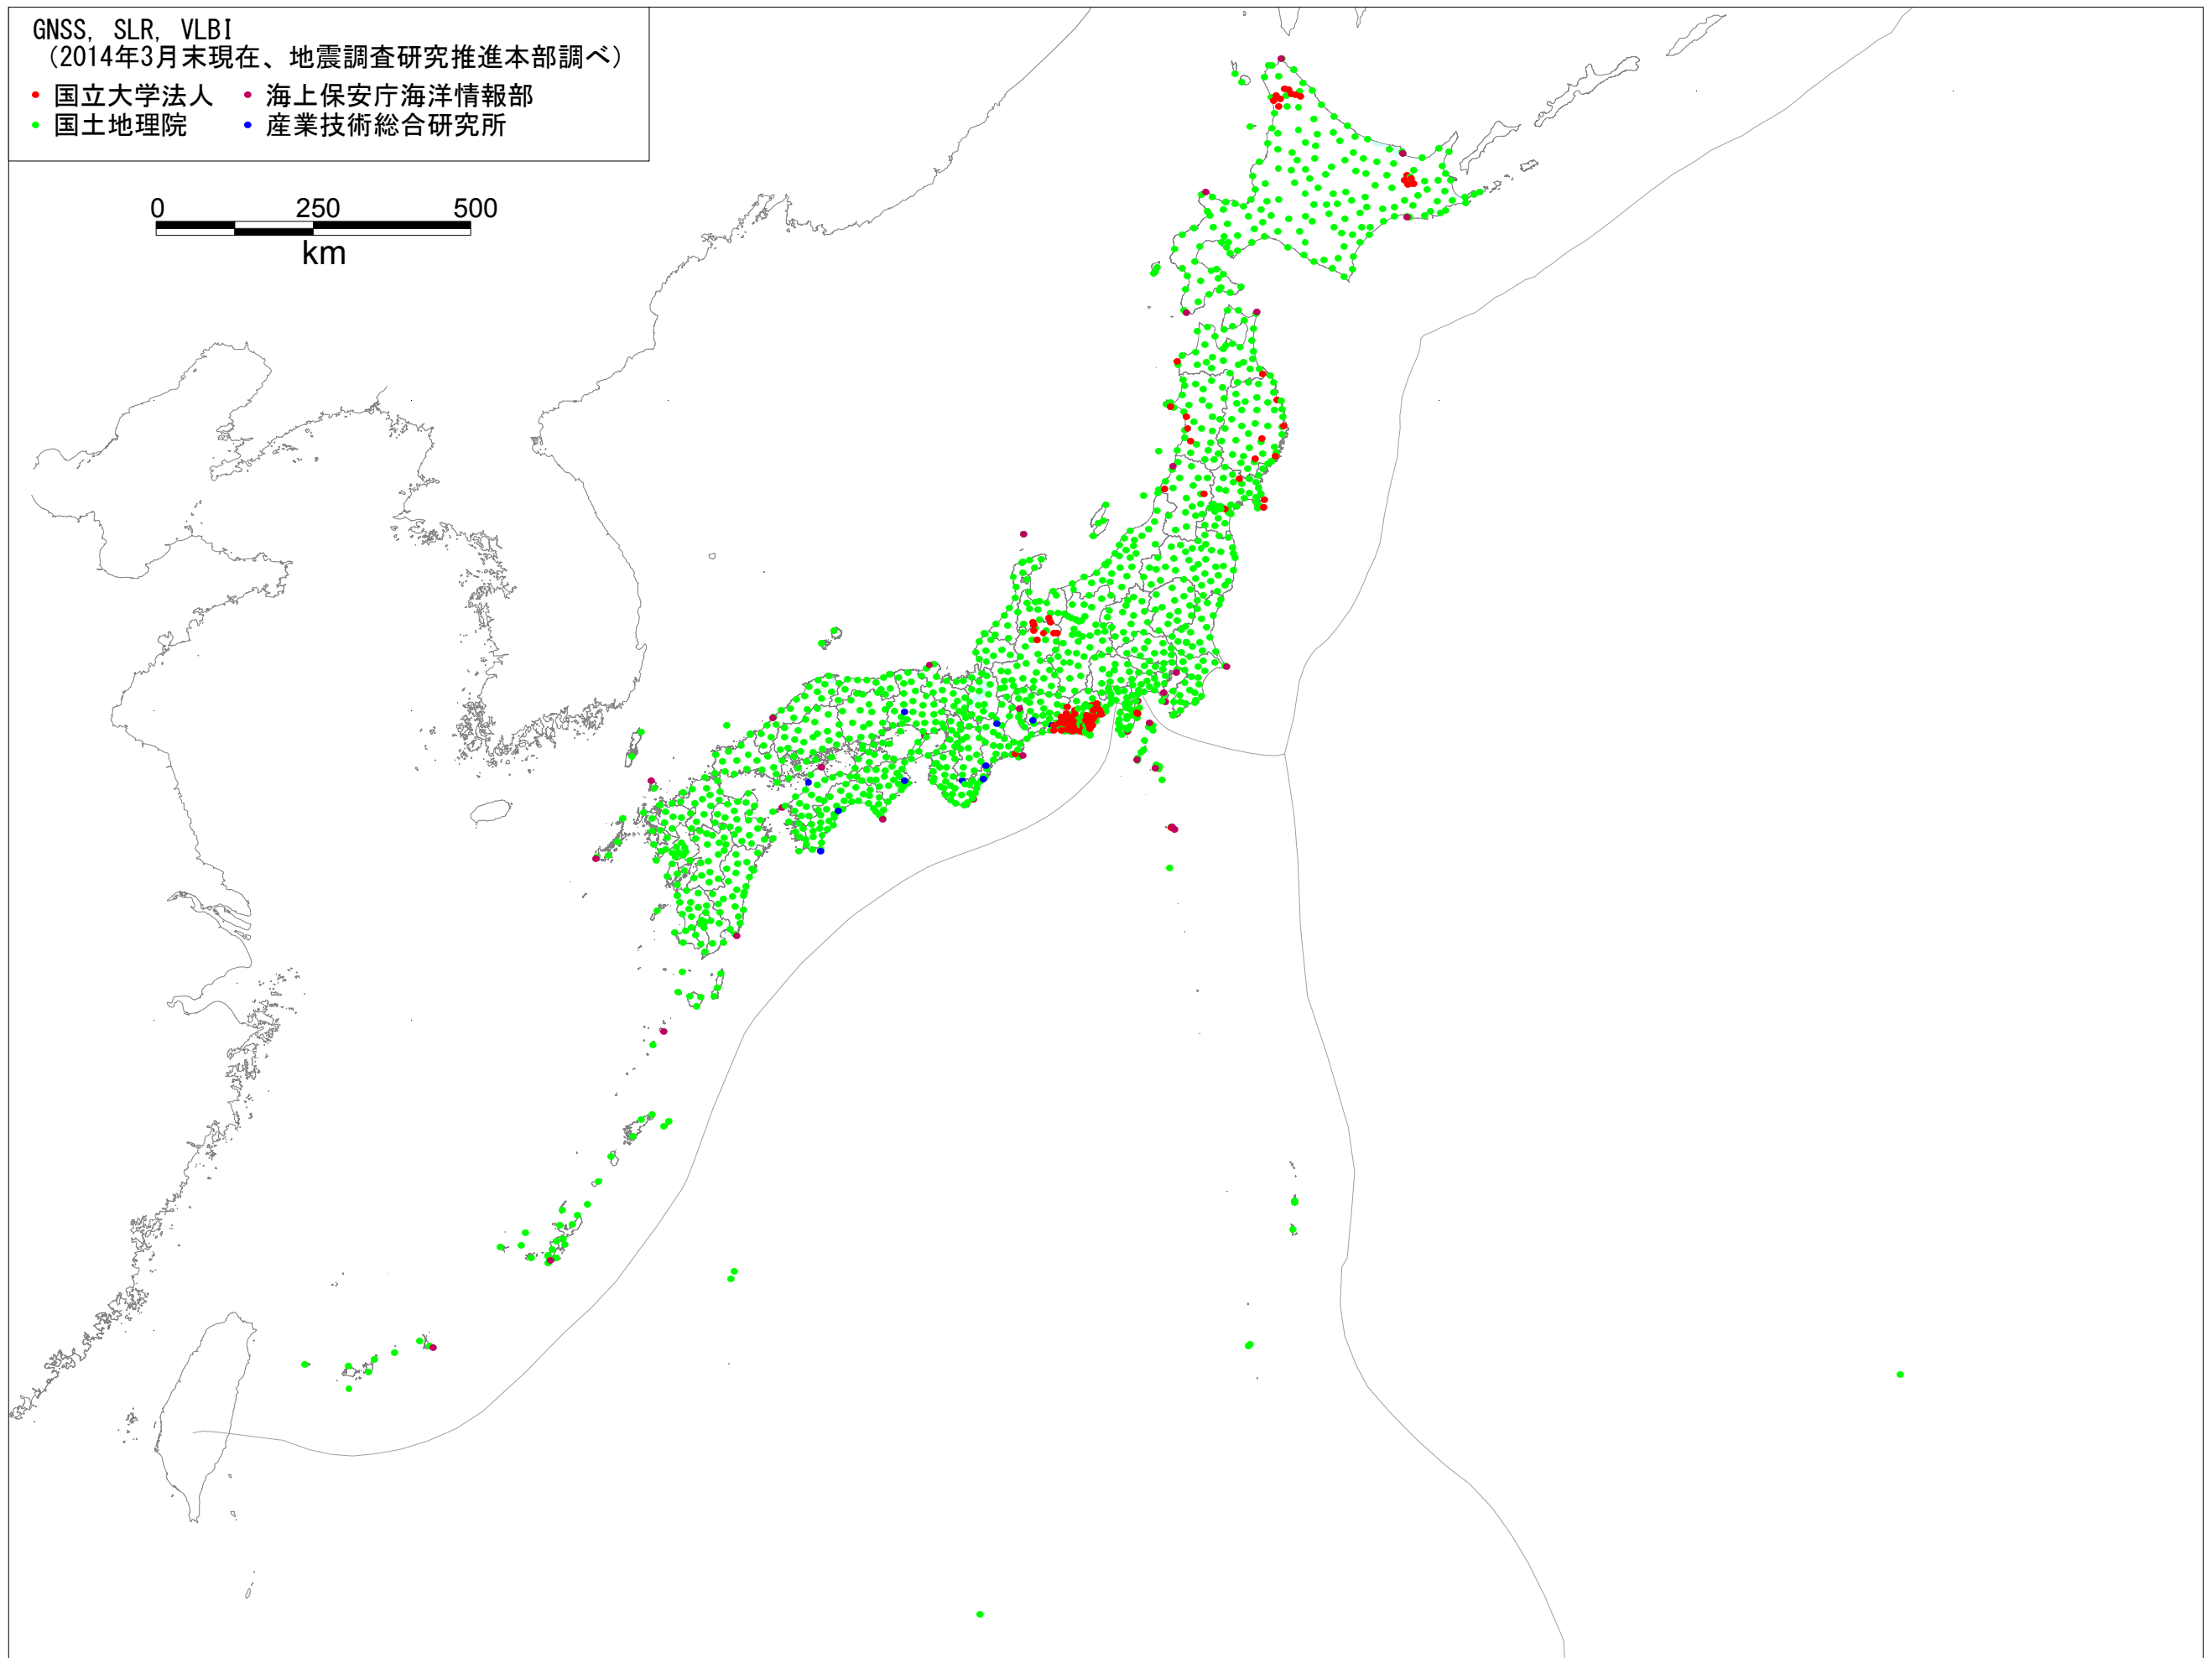 GNSS, SLR, VLBI
（2014年3月末現在、地震調査研究推進本部調べ）
国立大学法人 海上保安庁海洋情報部
国土地理院 産業技術総合研究所
0 250 500
km